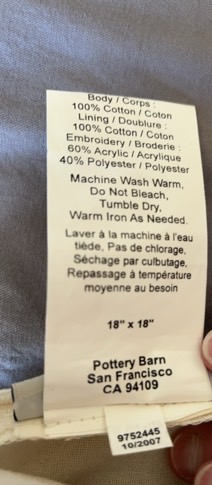 Body / Corps :
100% Cotton / Coton
Lining / Doublure :
100% Cotton / Coton
Embroidery / Broderie :
60% Acrylic / Acrylique
40% Polyester / Polyester
Machine Wash Warm,
Do Not Bleach,
Tumble Dry,
Warm Iron As Needed.
Laver à la machine à l'eau
tiède, Pas de chlorage,
Séchage par culbutage,
Repassage à température
moyenne au besoin
18" x 18"
Pottery Barn
San Francisco
CA 94109
9752445
10/2007